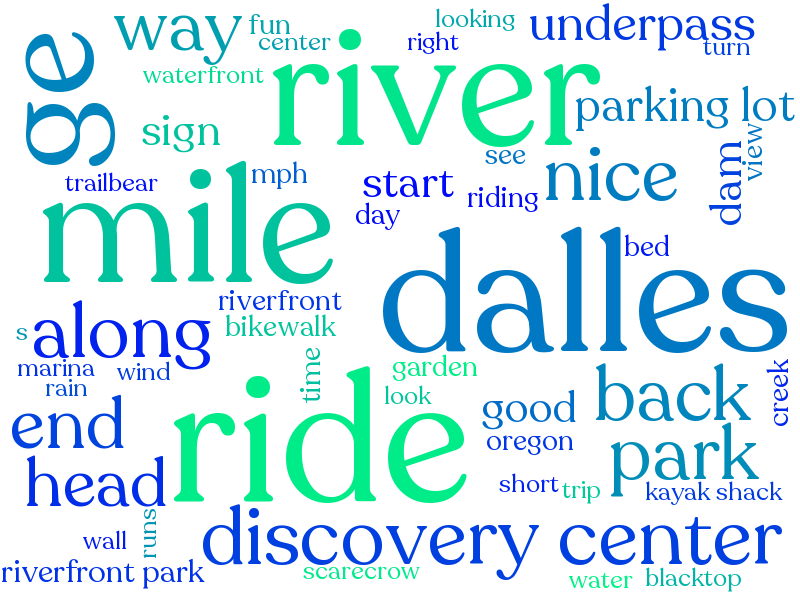 way
fun
looking
underpass
center
right
turn
ge
waterfront
river
parking lot
sign
see
view
trailbear
mph
start
nice
dam
day
riding
mile
dalles
bed
riverfront
s
along
bikewalk
marina
wind
time
garden
creek
rain
look
ride
back
end
good
park
oregon
head
short
trip
kayak shack
runs
wall
discovery center
riverfront park
scarecrow
water
blacktop